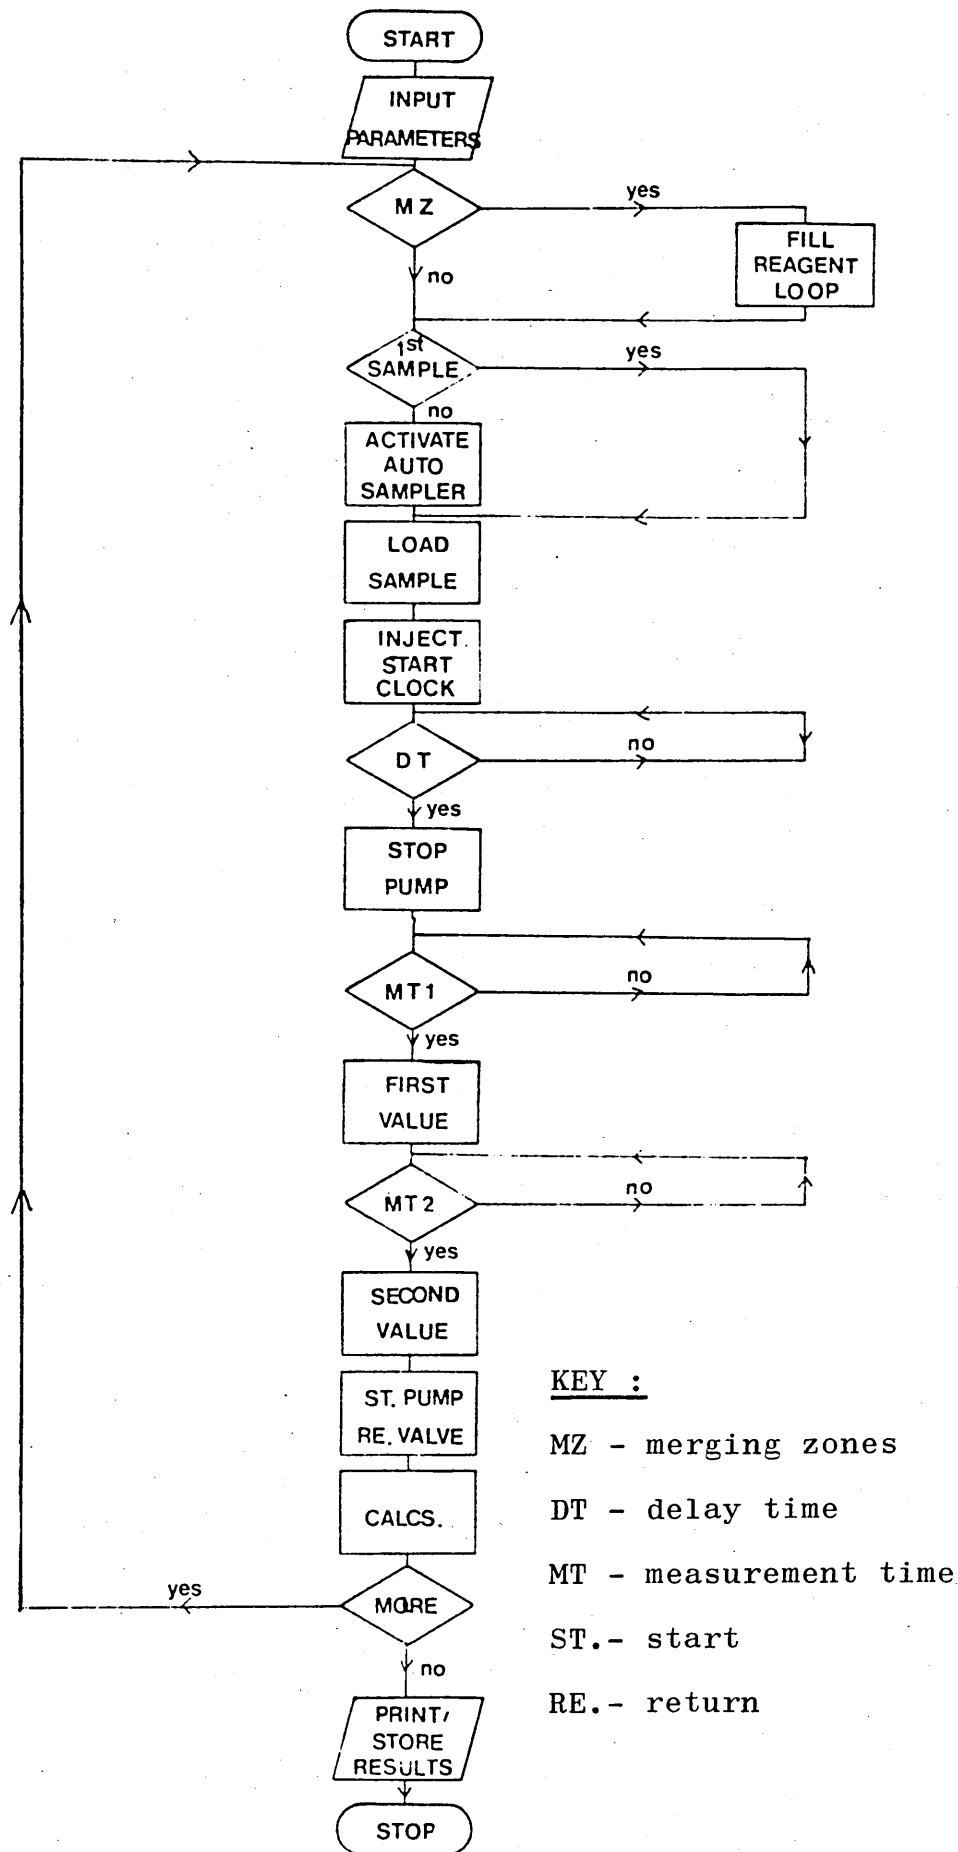 START
INPUT
PARAMETERS
MZ
yes
FILL
REAGENT
LOOP
no
1st
SAMPLE
yes
no
ACTIVATE
AUTO
SAMPLER
LOAD
SAMPLE
INJECT.
START
CLOCK
DT
no
yes
STOP
PUMP
MT1
no
yes
FIRST
VALUE
MT2
no
yes
SECOND
VALUE
ST. PUMP
RE. VALVE
CALCS.
MORE
yes
no
PRINT/
STORE
RESULTS
STOP
KEY :
MZ - merging zones
DT - delay time
MT - measurement time
ST.- start
RE.- return